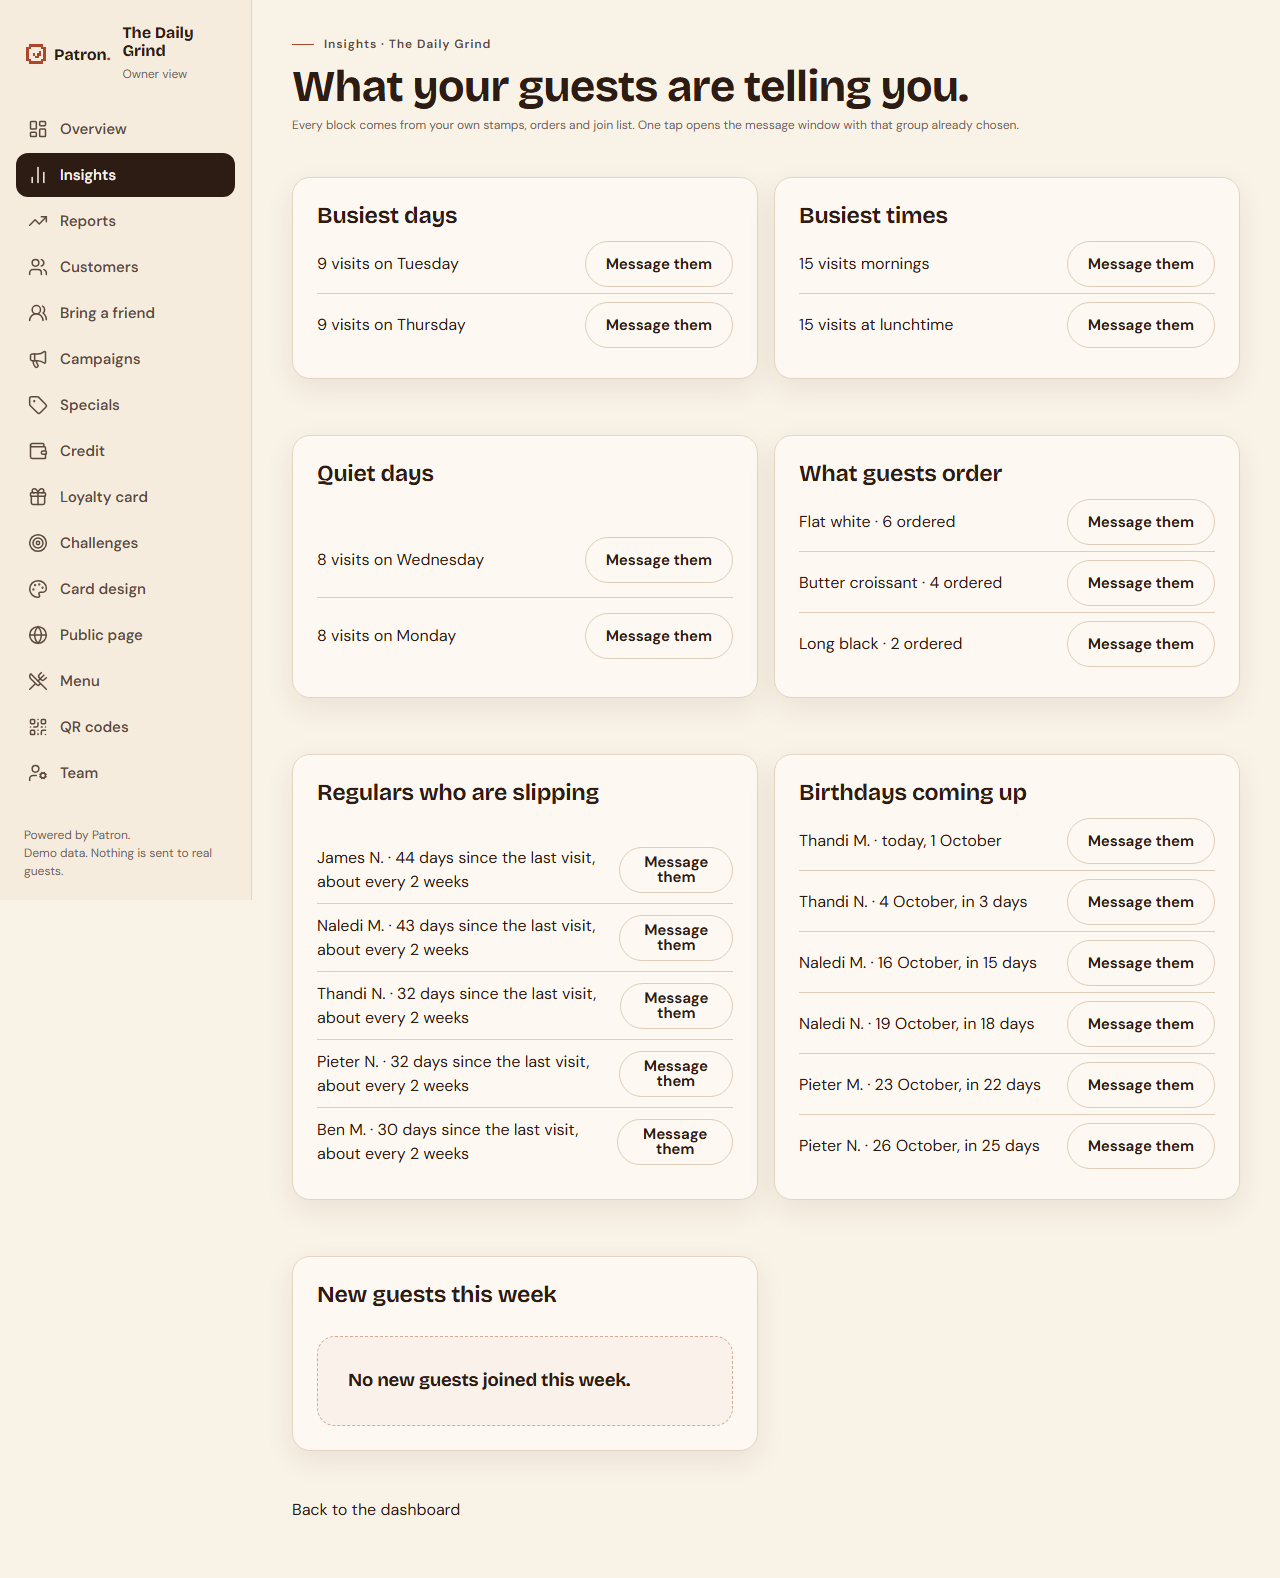 Patron.
The Daily
Grind
Owner view
Overview
Insights
Reports
Customers
Bring a friend
Campaigns
Specials
Credit
Loyalty card
Challenges
Card design
Public page
Menu
QR codes
Team
Powered by Patron.
Demo data. Nothing is sent to real
guests.
Insights · The Daily Grind
What your guests are telling you.
Every block comes from your own stamps, orders and join list. One tap opens the message window with that group already chosen.
Busiest days
9 visits on Tuesday
Message them
9 visits on Thursday
Message them
Busiest times
15 visits mornings
Message them
15 visits at lunchtime
Message them
Quiet days
8 visits on Wednesday
Message them
8 visits on Monday
Message them
What guests order
Flat white · 6 ordered
Message them
Butter croissant · 4 ordered
Message them
Long black · 2 ordered
Message them
Regulars who are slipping
James N. · 44 days since the last visit,
about every 2 weeks
Message
them
Naledi M. · 43 days since the last visit,
about every 2 weeks
Message
them
Thandi N. · 32 days since the last visit,
about every 2 weeks
Message
them
Pieter N. · 32 days since the last visit,
about every 2 weeks
Message
them
Ben M. · 30 days since the last visit,
about every 2 weeks
Message
them
Birthdays coming up
Thandi M. · today, 1 October
Message them
Thandi N. · 4 October, in 3 days
Message them
Naledi M. · 16 October, in 15 days
Message them
Naledi N. · 19 October, in 18 days
Message them
Pieter M. · 23 October, in 22 days
Message them
Pieter N. · 26 October, in 25 days
Message them
New guests this week
No new guests joined this week.
Back to the dashboard